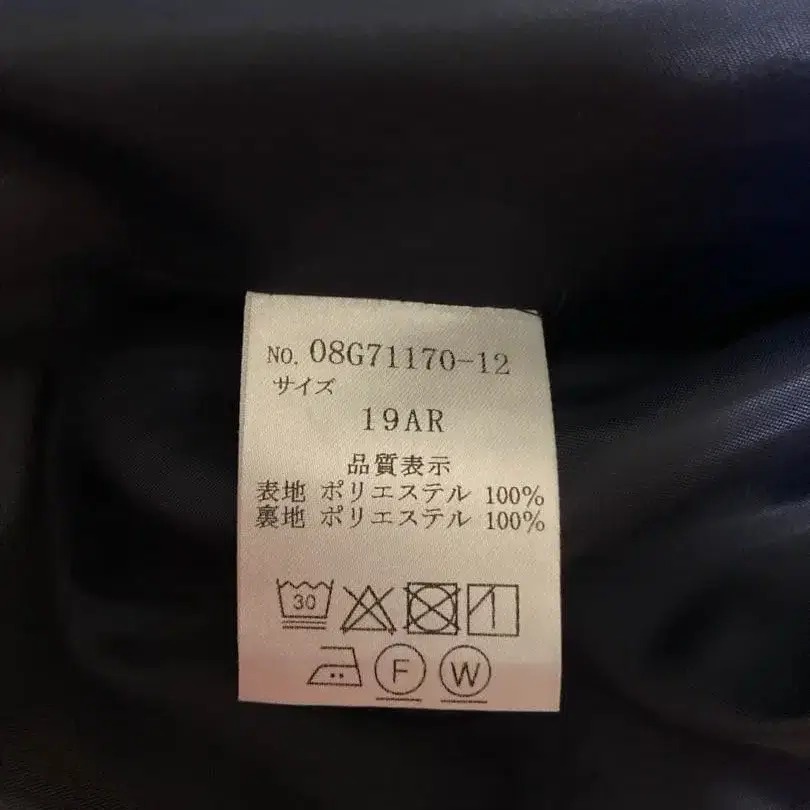 NO. 08G71170-12
サイズ
19AR
品質表示
表地 ポリエステル 100%
裏地 ポリエステル 100%
30
F W